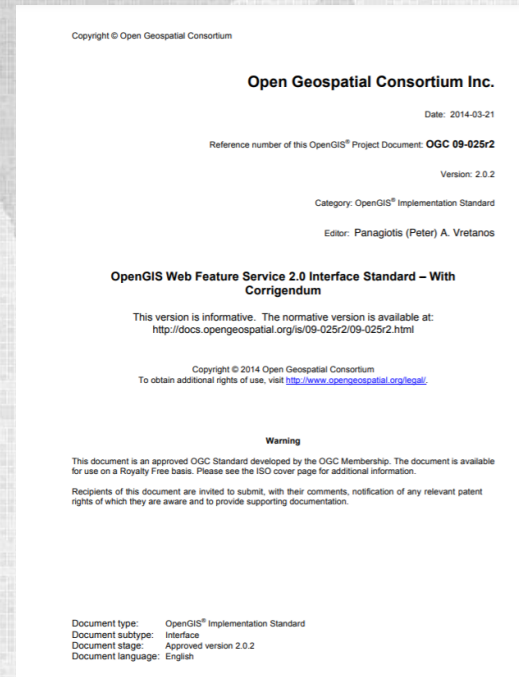 Copyright © Open Geospatial Consortium
Open Geospatial Consortium Inc.
Date: 2014-03-21
Reference number of this OpenGIS® Project Document: OGC 09-025r2
Version: 2.0.2
Category: OpenGIS® Implementation Standard
Editor: Panagiotis (Peter) A. Vretanos
OpenGIS Web Feature Service 2.0 Interface Standard – With
Corrigendum
This version is informative. The normative version is available at:
http://docs.opengeospatial.org/is/09-025r2/09-025r2.html
Copyright © 2014 Open Geospatial Consortium
To obtain additional rights of use, visit http://www.opengeospatial.org/legal/.
Warning
This document is an approved OGC Standard developed by the OGC Membership. The document is available
for use on a Royalty Free basis. Please see the ISO cover page for additional information.
Recipients of this document are invited to submit, with their comments, notification of any relevant patent
rights of which they are aware and to provide supporting documentation.
Document type: OpenGIS® Implementation Standard
Document subtype: Interface
Document stage: Approved version 2.0.2
Document language: English